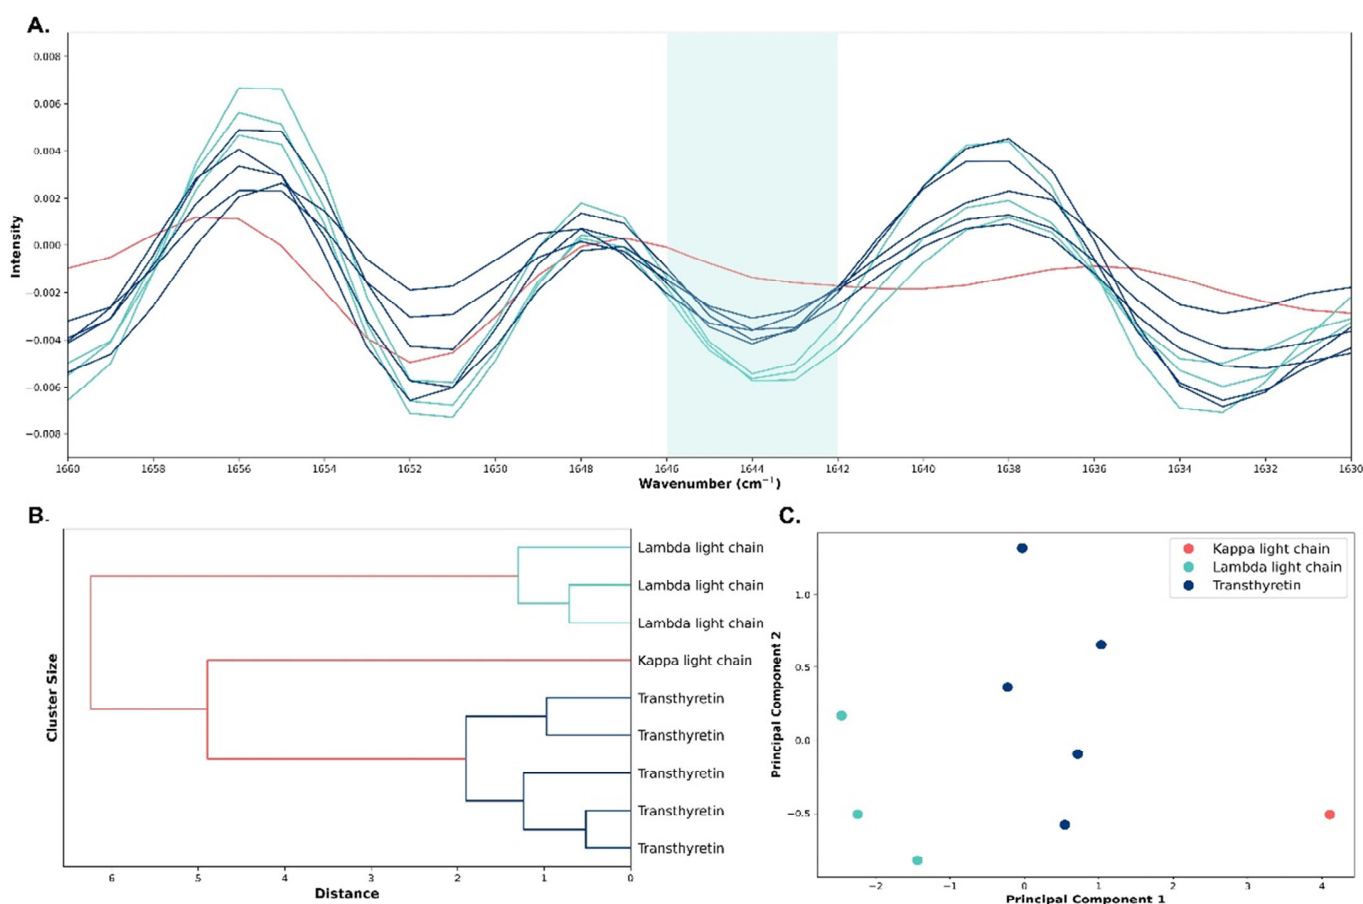 A.
0.008
0.006
0.004
0.002
0.000
−0.002
−0.004
−0.006
−0.008
Intensity
1660 1658 1656 1654 1652 1650 1648 1646 1644 1642 1640 1638 1636 1634 1632 1630
Wavenumber (cm⁻¹)
B.
Cluster Size
Lambda light chain
Lambda light chain
Lambda light chain
Kappa light chain
Transthyretin
Transthyretin
Transthyretin
Transthyretin
Transthyretin
6 5 4 3 2 1 0
Distance
C.
Kappa light chain
Lambda light chain
Transthyretin
1.0
0.5
0.0
−0.5
Principal Component 2
−2 −1 0 1 2 3 4
Principal Component 1